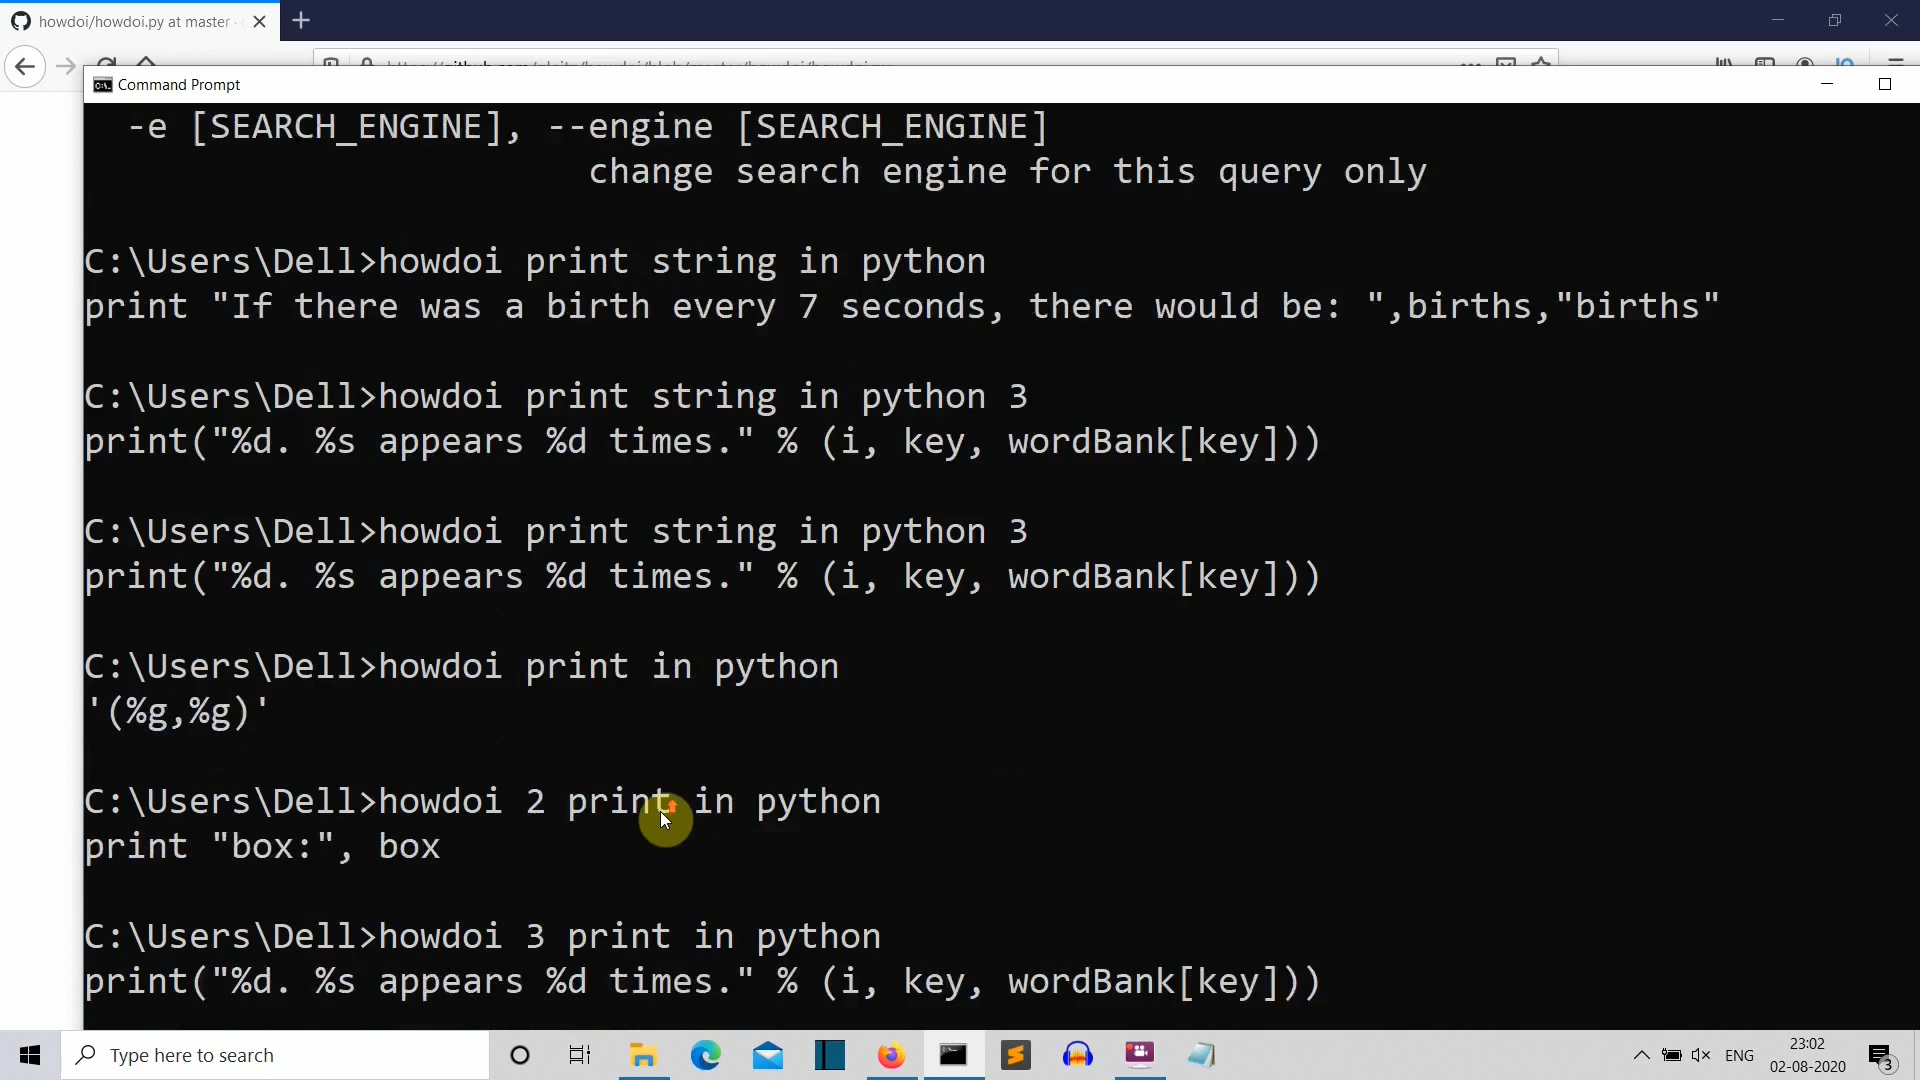 howdoi/howdoi.py at master
Command Prompt
-e [SEARCH_ENGINE], --engine [SEARCH_ENGINE]
change search engine for this query only
C:\Users\Dell>howdoi print string in python
print "If there was a birth every 7 seconds, there would be: ",births,"births"
C:\Users\Dell>howdoi print string in python 3
print("%d. %s appears %d times." % (i, key, wordBank[key]))
C:\Users\Dell>howdoi print string in python 3
print("%d. %s appears %d times." % (i, key, wordBank[key]))
C:\Users\Dell>howdoi print in python
'(%g,%g)'
C:\Users\Dell>howdoi 2 print in python
print "box:", box
C:\Users\Dell>howdoi 3 print in python
print("%d. %s appears %d times." % (i, key, wordBank[key]))
Type here to search
ENG
23:02
02-08-2020
3